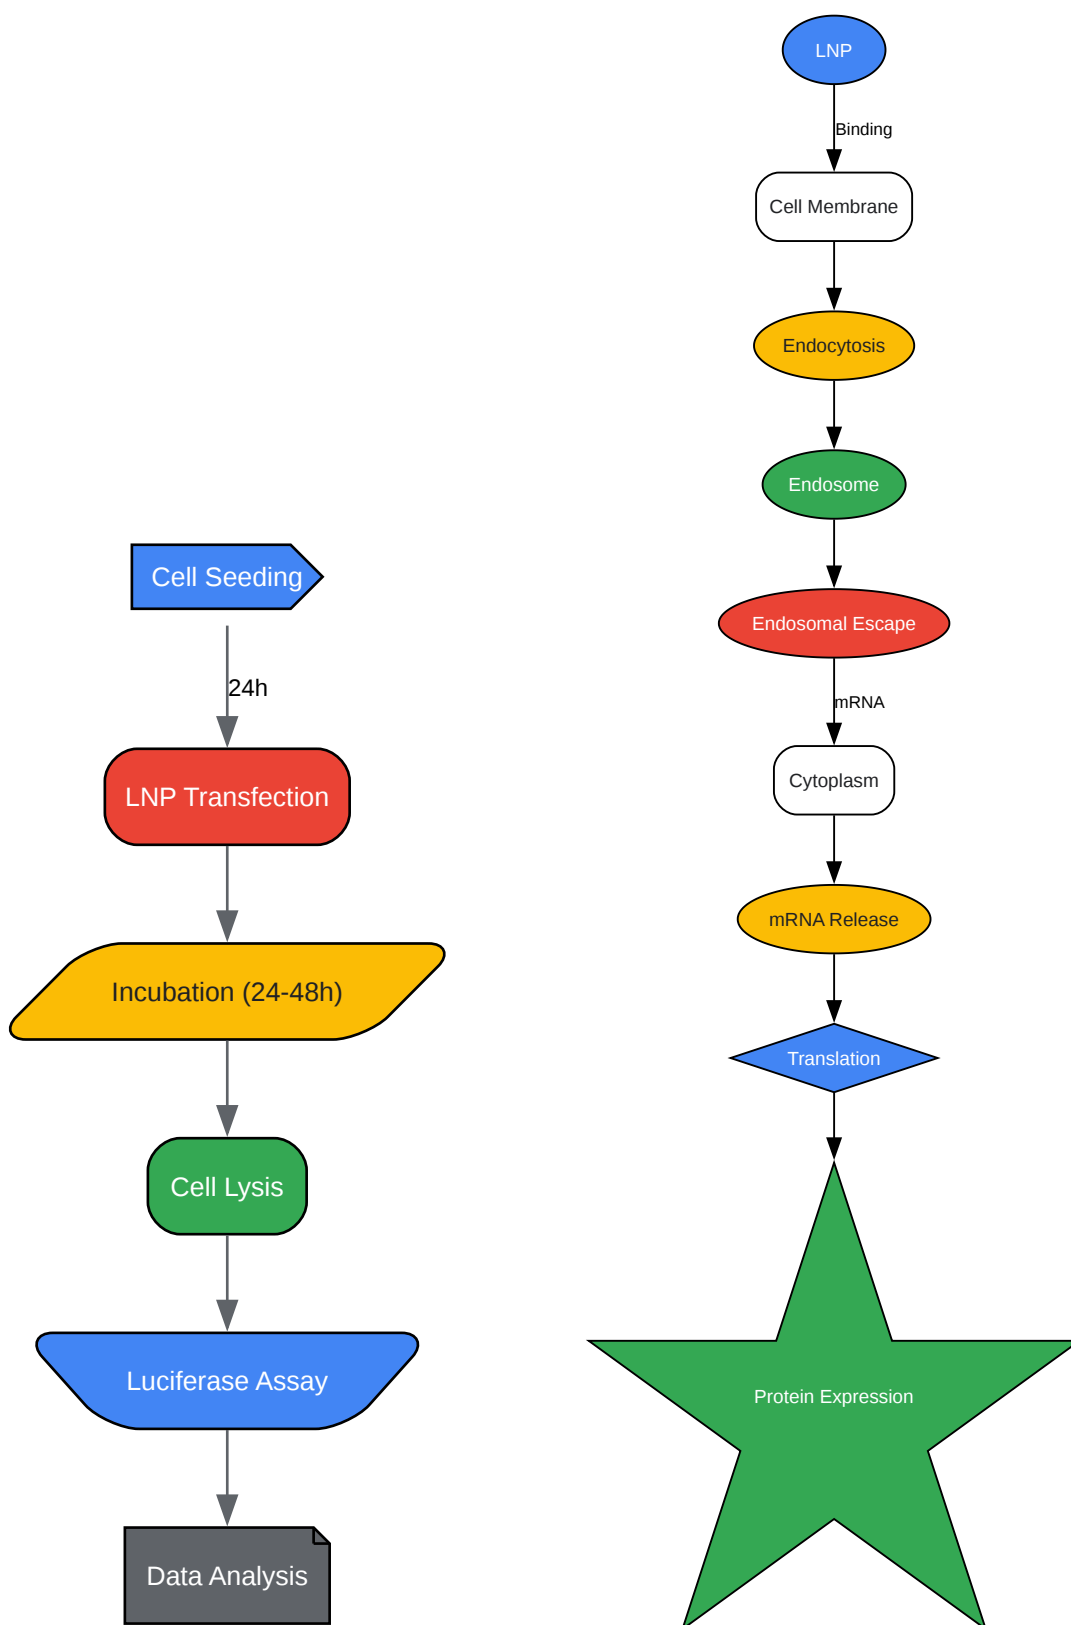 Cell Seeding
24h
LNP Transfection
Incubation (24-48h)
Cell Lysis
Luciferase Assay
Data Analysis
LNP
Binding
Cell Membrane
Endocytosis
Endosome
Endosomal Escape
mRNA
Cytoplasm
mRNA Release
Translation
Protein Expression